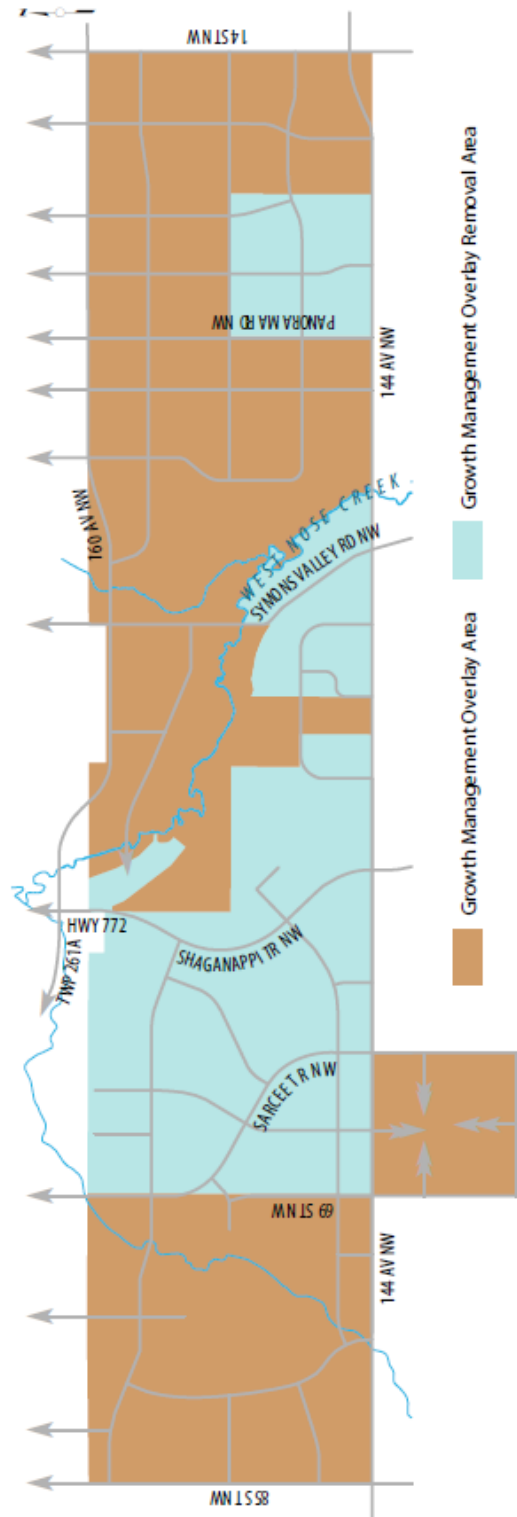 14 ST NW
PANORAMA RD NW
144 AV NW
160 AV NW
WEST NOSE CREEK
SYMONS VALLEY RD NW
HWY 772
TWP 261A
SHAGANAPPI TR NW
SARCEE TR NW
69 ST NW
144 AV NW
85 ST NW
Growth Management Overlay Area
Growth Management Overlay Removal Area